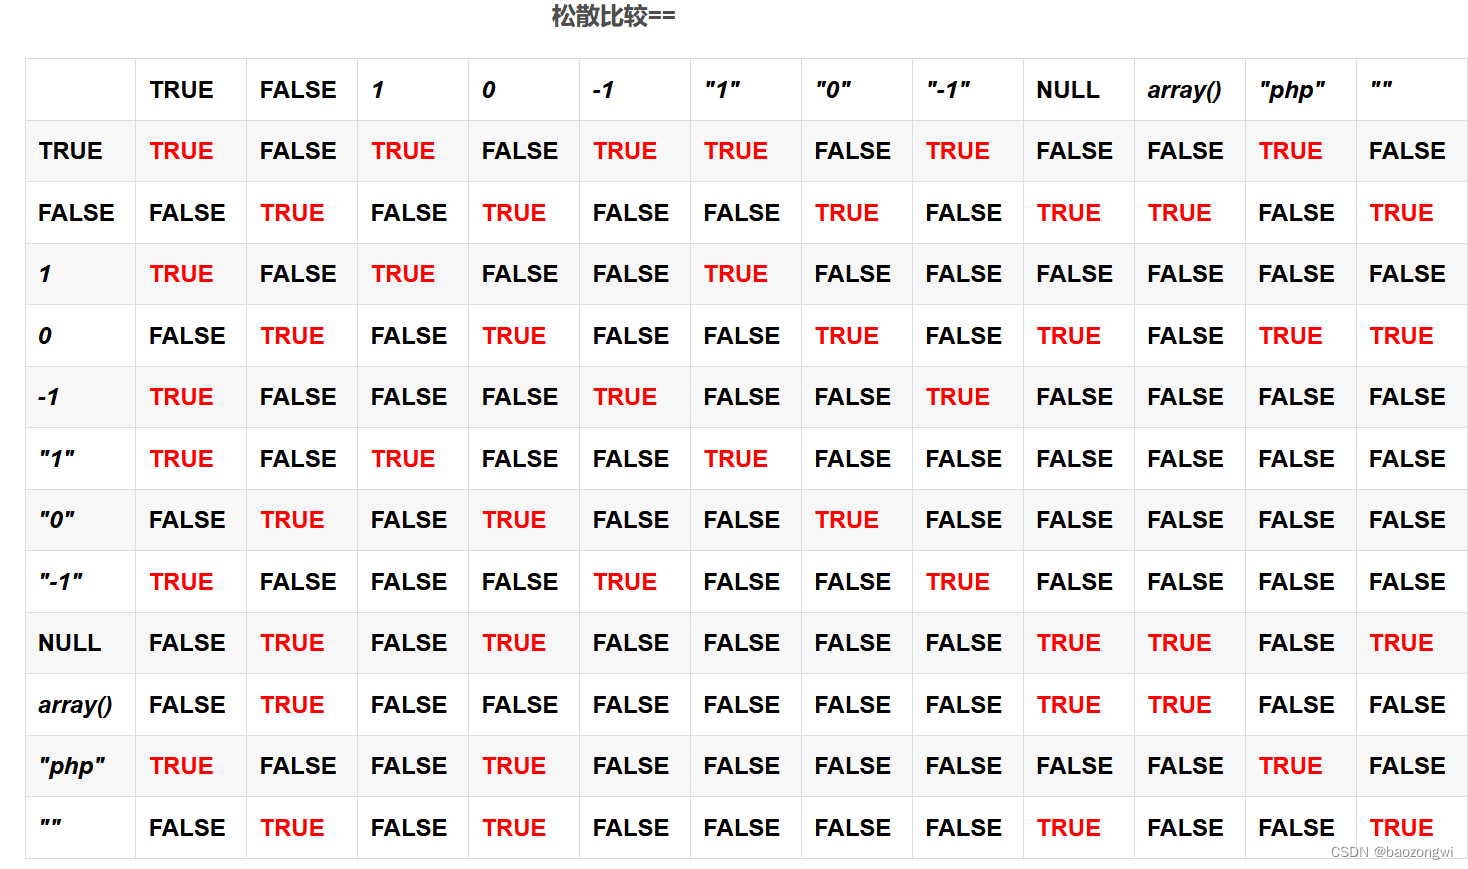 松散比较==
TRUE FALSE 1 0 -1 "1" "0" "-1" NULL array() "php" ""
TRUE TRUE FALSE TRUE FALSE TRUE TRUE FALSE TRUE FALSE FALSE TRUE FALSE
FALSE FALSE TRUE FALSE TRUE FALSE FALSE TRUE FALSE TRUE TRUE FALSE TRUE
1 TRUE FALSE TRUE FALSE FALSE TRUE FALSE FALSE FALSE FALSE FALSE FALSE
0 FALSE TRUE FALSE TRUE FALSE FALSE TRUE FALSE TRUE FALSE TRUE TRUE
-1 TRUE FALSE FALSE FALSE TRUE FALSE FALSE TRUE FALSE FALSE FALSE FALSE
"1" TRUE FALSE TRUE FALSE FALSE TRUE FALSE FALSE FALSE FALSE FALSE FALSE
"0" FALSE TRUE FALSE TRUE FALSE FALSE TRUE FALSE FALSE FALSE FALSE FALSE
"-1" TRUE FALSE FALSE FALSE TRUE FALSE FALSE TRUE FALSE FALSE FALSE FALSE
NULL FALSE TRUE FALSE TRUE FALSE FALSE FALSE FALSE TRUE TRUE FALSE TRUE
array() FALSE TRUE FALSE FALSE FALSE FALSE FALSE FALSE TRUE TRUE FALSE FALSE
"php" TRUE FALSE FALSE TRUE FALSE FALSE FALSE FALSE FALSE FALSE TRUE FALSE
"" FALSE TRUE FALSE TRUE FALSE FALSE FALSE FALSE TRUE FALSE FALSE TRUE
CSDN @baozongwi